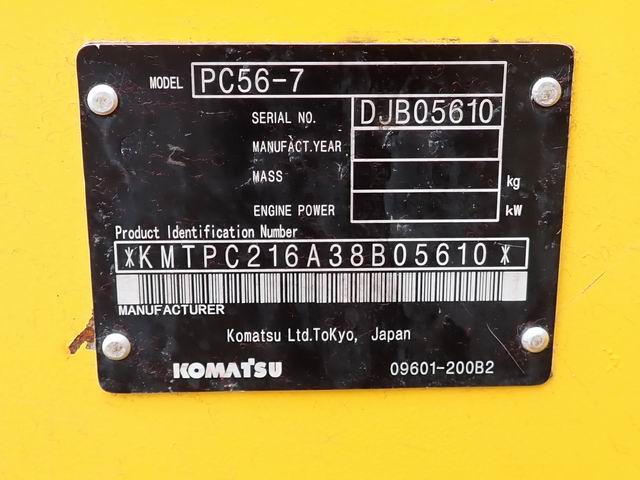 MODEL PC56-7
SERIAL NO. DJB05610
MANUFACT.YEAR
MASS kg
ENGINE POWER kW
Product Identification Number
*KMTPC216A38B05610*
MANUFACTURER
Komatsu Ltd.ToKyo, Japan
KOMATSU 09601-200B2